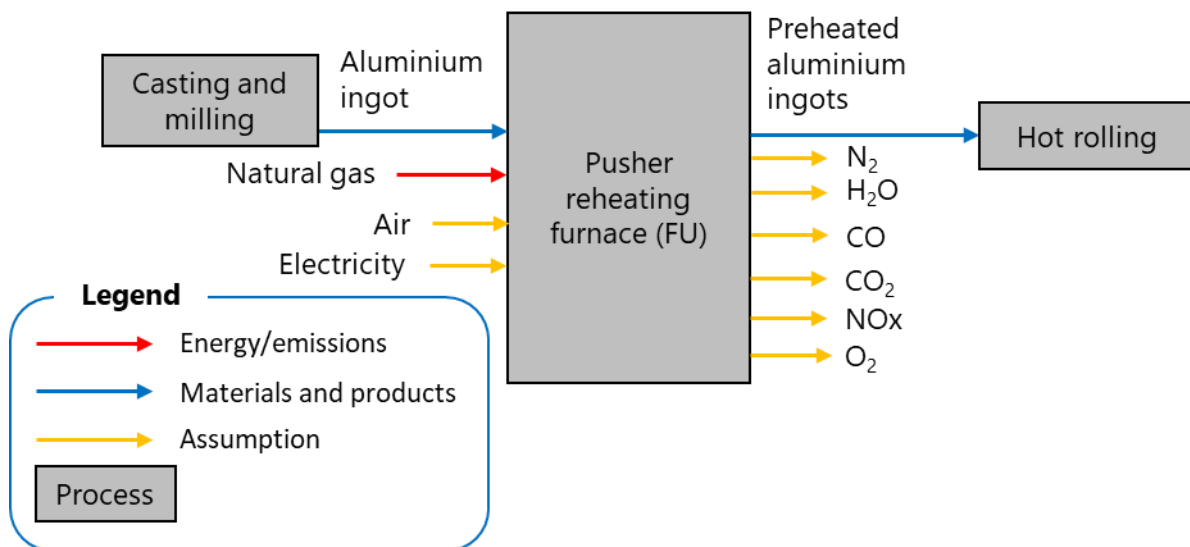 Casting and
milling
Aluminium
ingot
Natural gas
Air
Electricity
Pusher
reheating
furnace (FU)
Preheated
aluminium
ingots
Hot rolling
N₂
H₂O
CO
CO₂
NOx
O₂
Legend
Energy/emissions
Materials and products
Assumption
Process